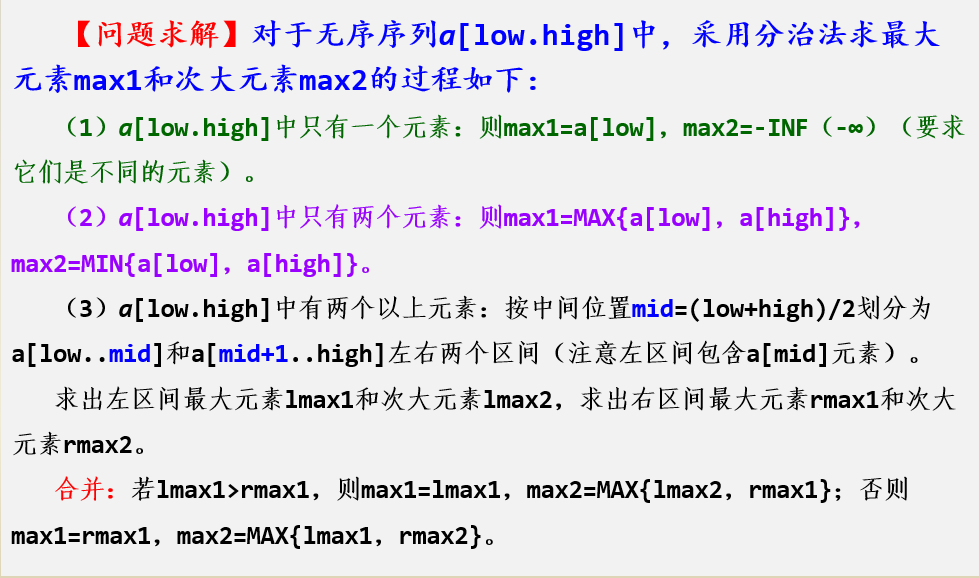 【问题求解】对于无序序列a[low.high]中，采用分治法求最大
元素max1和次大元素max2的过程如下：
（1）a[low.high]中只有一个元素：则max1=a[low]，max2=-INF（-∞）（要求
它们是不同的元素）。
（2）a[low.high]中只有两个元素：则max1=MAX{a[low]，a[high]}，
max2=MIN{a[low]，a[high]}。
（3）a[low.high]中有两个以上元素：按中间位置mid=(low+high)/2划分为
a[low..mid]和a[mid+1..high]左右两个区间（注意左区间包含a[mid]元素）。
求出左区间最大元素lmax1和次大元素lmax2，求出右区间最大元素rmax1和次大
元素rmax2。
合并：若lmax1>rmax1，则max1=lmax1，max2=MAX{lmax2，rmax1}；否则
max1=rmax1，max2=MAX{lmax1，rmax2}。